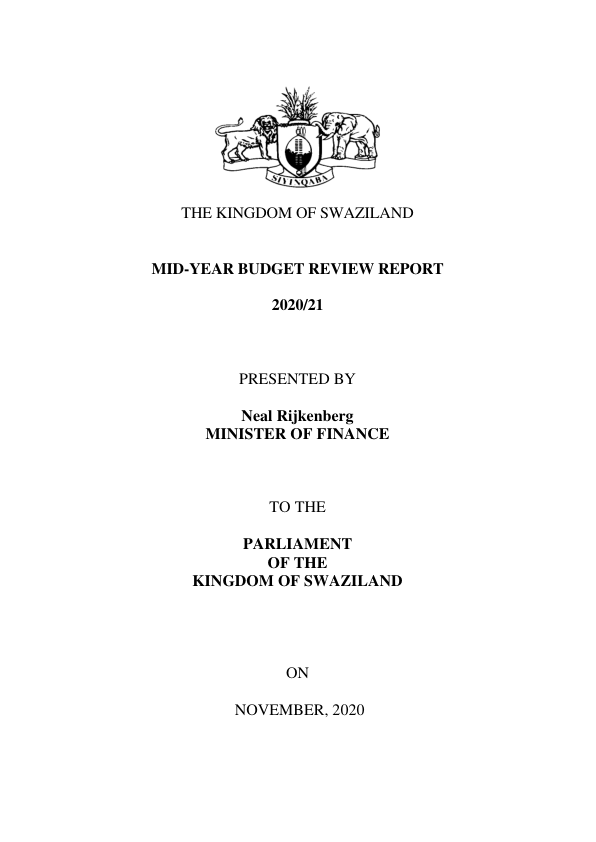 SIYINQABA
THE KINGDOM OF SWAZILAND
MID-YEAR BUDGET REVIEW REPORT
2020/21
PRESENTED BY
Neal Rijkenberg
MINISTER OF FINANCE
TO THE
PARLIAMENT
OF THE
KINGDOM OF SWAZILAND
ON
NOVEMBER, 2020